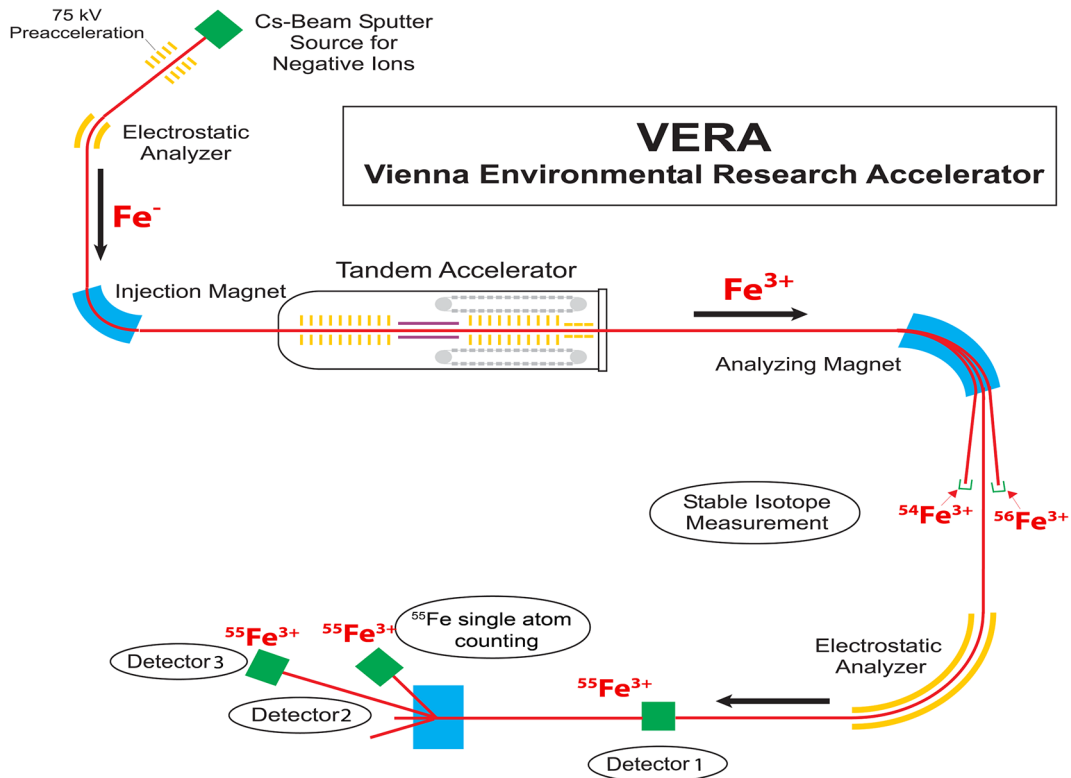 75 kV
Preacceleration
Cs-Beam Sputter
Source for
Negative Ions
Electrostatic
Analyzer
VERA
Vienna Environmental Research Accelerator
Fe⁻
Injection Magnet
Tandem Accelerator
Fe³⁺
Analyzing Magnet
Stable Isotope
Measurement
⁵⁴Fe³⁺
⁵⁶Fe³⁺
⁵⁵Fe single atom
counting
⁵⁵Fe³⁺
⁵⁵Fe³⁺
Detector 3
Electrostatic
Analyzer
⁵⁵Fe³⁺
Detector2
Detector 1